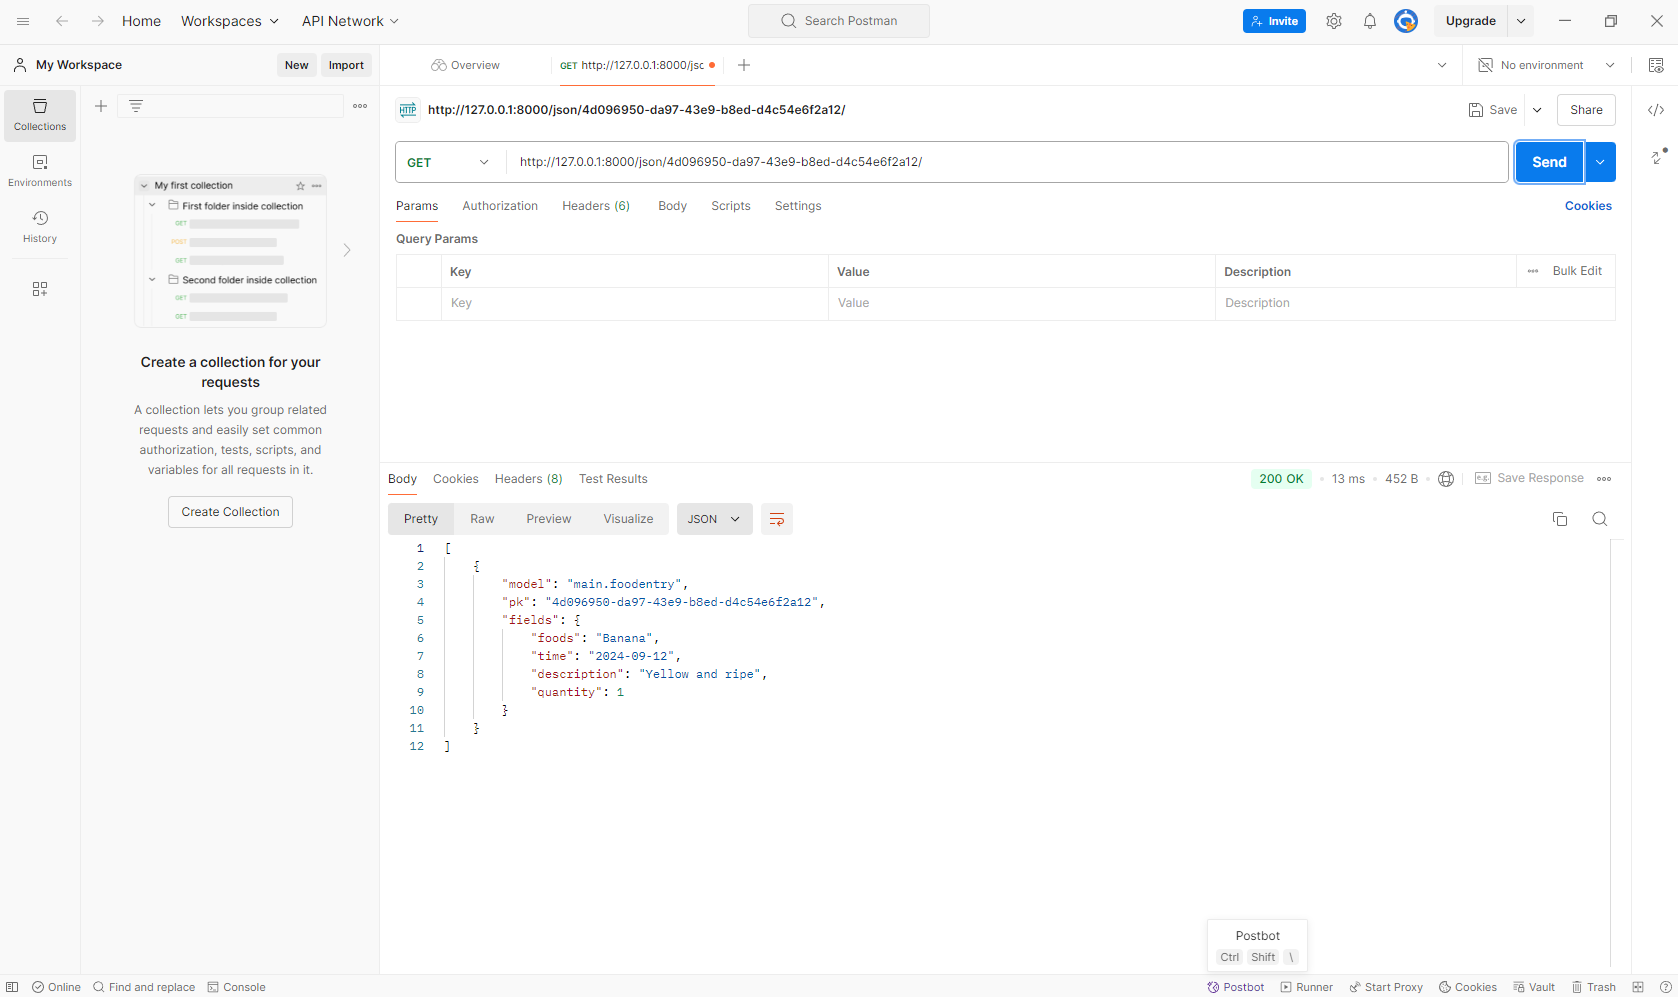 Home
Workspaces
API Network
Search Postman
Invite
Upgrade
My Workspace
New
Import
Overview
GET http://127.0.0.1:8000/jsc
No environment
Collections
Environments
History
My first collection
First folder inside collection
GET
POST
GET
Second folder inside collection
GET
GET
Create a collection for your
requests
A collection lets you group related
requests and easily set common
authorization, tests, scripts, and
variables for all requests in it.
Create Collection
HTTP
http://127.0.0.1:8000/json/4d096950-da97-43e9-b8ed-d4c54e6f2a12/
Save
Share
GET
http://127.0.0.1:8000/json/4d096950-da97-43e9-b8ed-d4c54e6f2a12/
Send
Params
Authorization
Headers (6)
Body
Scripts
Settings
Cookies
Query Params
Key
Value
Description
Bulk Edit
Key
Value
Description
Body
Cookies
Headers (8)
Test Results
200 OK
13 ms
452 B
e.g.
Save Response
Pretty
Raw
Preview
Visualize
JSON
1 [
2 {
3 "model": "main.foodentry",
4 "pk": "4d096950-da97-43e9-b8ed-d4c54e6f2a12",
5 "fields": {
6 "foods": "Banana",
7 "time": "2024-09-12",
8 "description": "Yellow and ripe",
9 "quantity": 1
10 }
11 }
12 ]
Postbot
Ctrl Shift \
Online
Find and replace
Console
Postbot
Runner
Start Proxy
Cookies
Vault
Trash